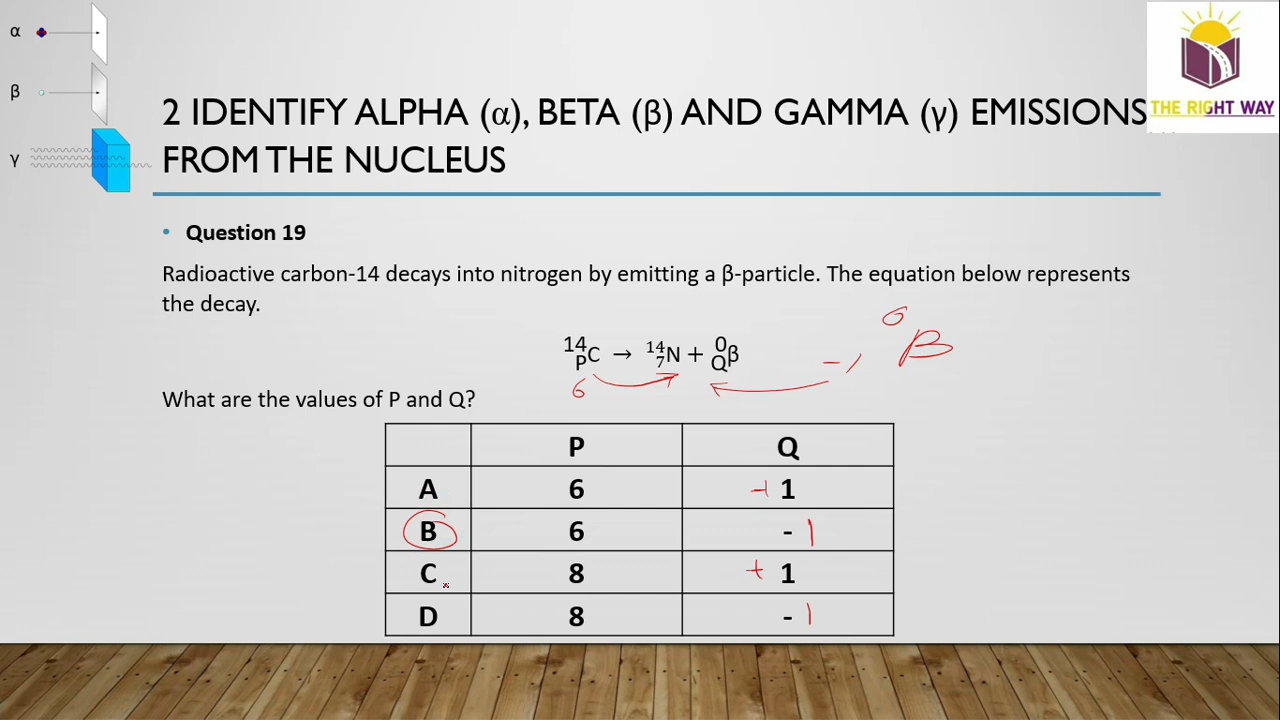 α
β
γ
THE RIGHT WAY
2 IDENTIFY ALPHA (α), BETA (β) AND GAMMA (γ) EMISSIONS
FROM THE NUCLEUS
• Question 19
Radioactive carbon-14 decays into nitrogen by emitting a β-particle. The equation below represents
the decay.
¹⁴PC → ¹⁴₇N + ⁰Qβ
0
-1 β
6
What are the values of P and Q?
P Q
A 6 +1
B 6 -1
C 8 +1
D 8 -1